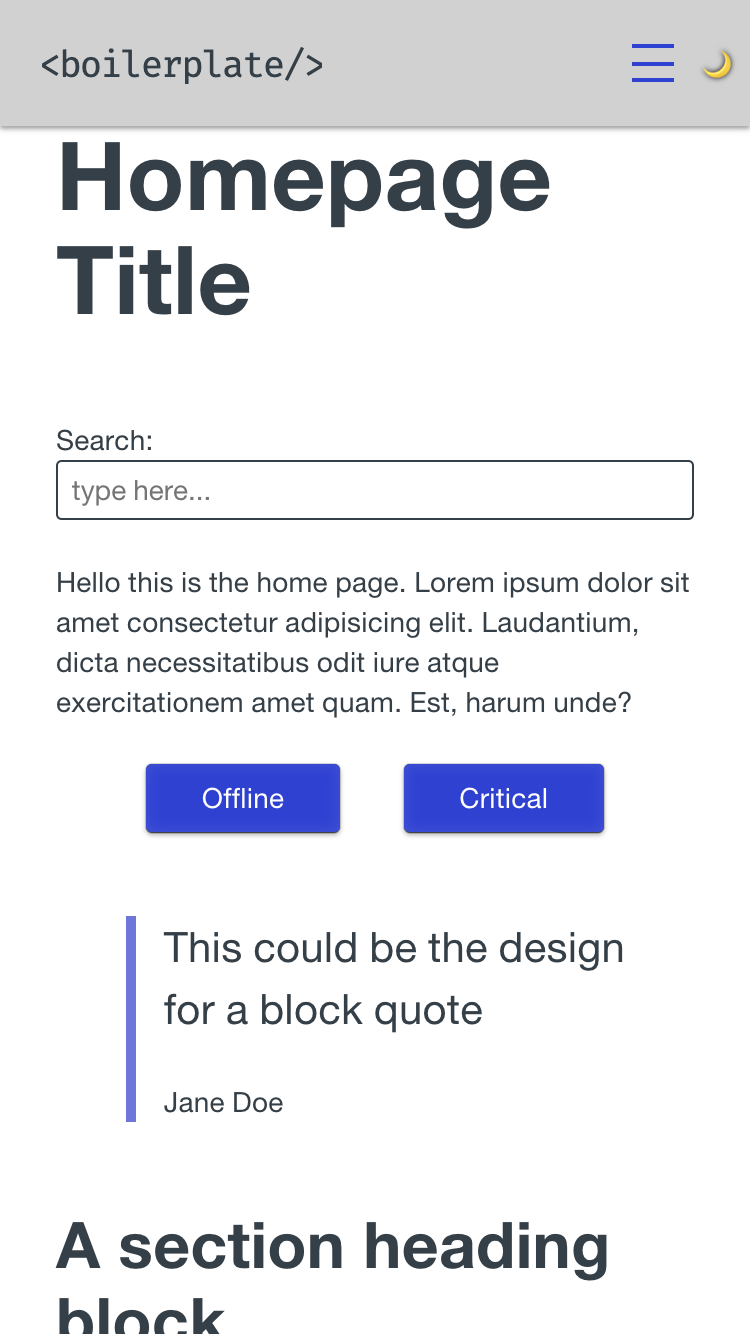 <boilerplate/>
Homepage
Title
Search:
type here...
Hello this is the home page. Lorem ipsum dolor sit
amet consectetur adipisicing elit. Laudantium,
dicta necessitatibus odit iure atque
exercitationem amet quam. Est, harum unde?
Offline
Critical
This could be the design
for a block quote
Jane Doe
A section heading
block